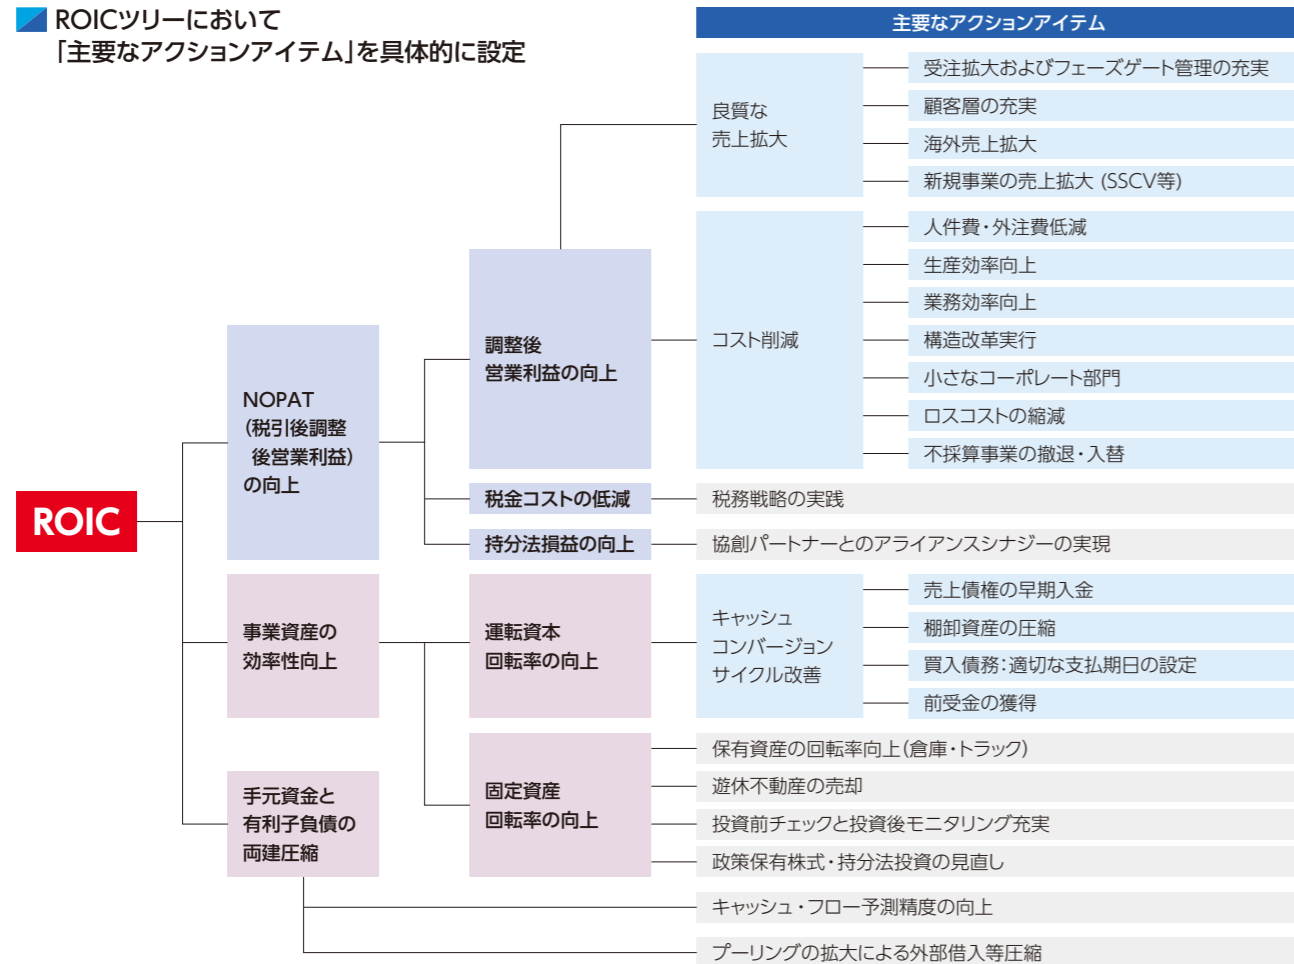 ROICツリーにおいて
「主要なアクションアイテム」を具体的に設定
主要なアクションアイテム
ROIC
NOPAT
（税引後調整
後営業利益）
の向上
調整後
営業利益の向上
良質な
売上拡大
受注拡大およびフェーズゲート管理の充実
顧客層の充実
海外売上拡大
新規事業の売上拡大 (SSCV等)
コスト削減
人件費・外注費低減
生産効率向上
業務効率向上
構造改革実行
小さなコーポレート部門
ロスコストの縮減
不採算事業の撤退・入替
税金コストの低減
税務戦略の実践
持分法損益の向上
協創パートナーとのアライアンスシナジーの実現
事業資産の
効率性向上
運転資本
回転率の向上
キャッシュ
コンバージョン
サイクル改善
売上債権の早期入金
棚卸資産の圧縮
買入債務：適切な支払期日の設定
前受金の獲得
固定資産
回転率の向上
保有資産の回転率向上（倉庫・トラック）
遊休不動産の売却
投資前チェックと投資後モニタリング充実
政策保有株式・持分法投資の見直し
手元資金と
有利子負債の
両建圧縮
キャッシュ・フロー予測精度の向上
プーリングの拡大による外部借入等圧縮